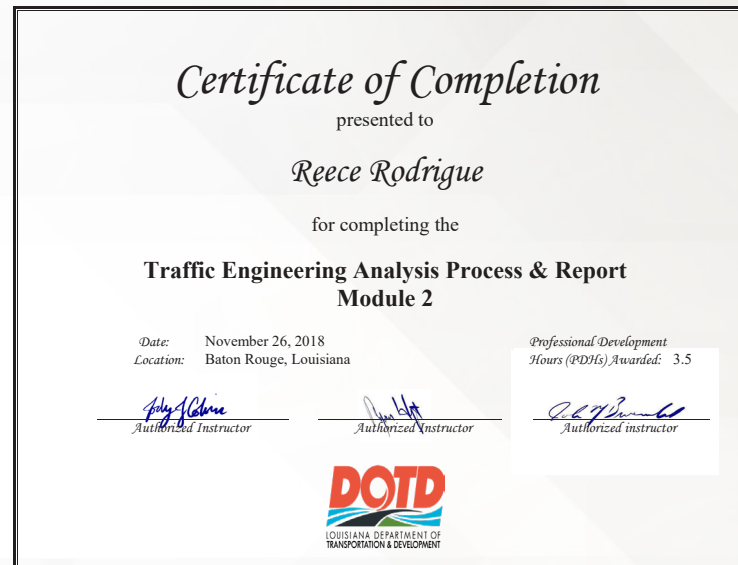 Certificate of Completion
presented to
Reece Rodrigue
for completing the
Traffic Engineering Analysis Process & Report
Module 2
Date: November 26, 2018
Location: Baton Rouge, Louisiana
Professional Development
Hours (PDHs) Awarded: 3.5
Authorized Instructor
Authorized Instructor
Authorized instructor
DOTD
LOUISIANA DEPARTMENT OF
TRANSPORTATION & DEVELOPMENT